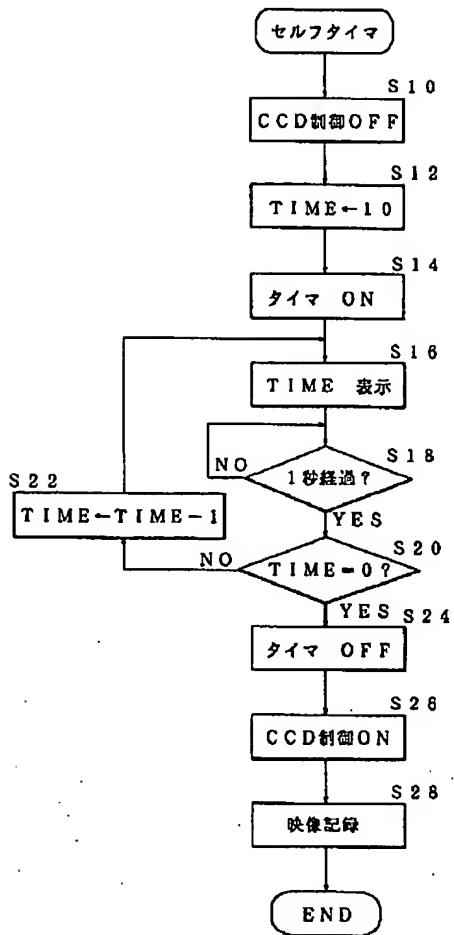 セルフタイマ
S10
CCD制御OFF
S12
TIME←10
S14
タイマ ON
S16
TIME 表示
S18
NO
1秒経過?
S22
TIME←TIME-1
YES
S20
NO
TIME=0?
YES
S24
タイマ OFF
S26
CCD制御ON
S28
映像記録
END